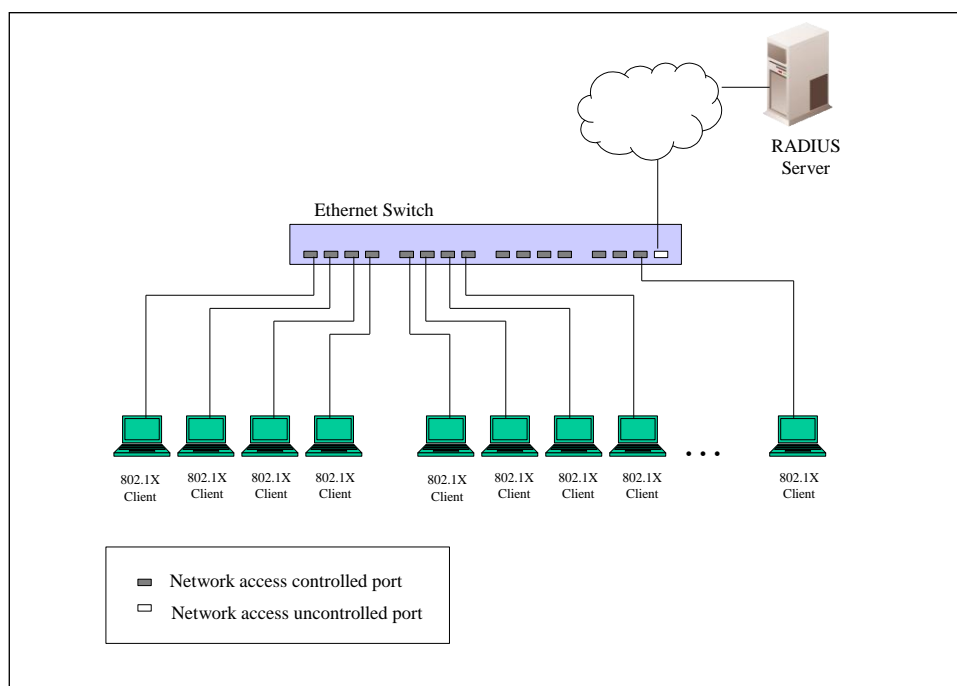 RADIUS
Server
Ethernet Switch
802.1X
Client
802.1X
Client
802.1X
Client
802.1X
Client
802.1X
Client
802.1X
Client
802.1X
Client
802.1X
Client
...
802.1X
Client
Network access controlled port
Network access uncontrolled port